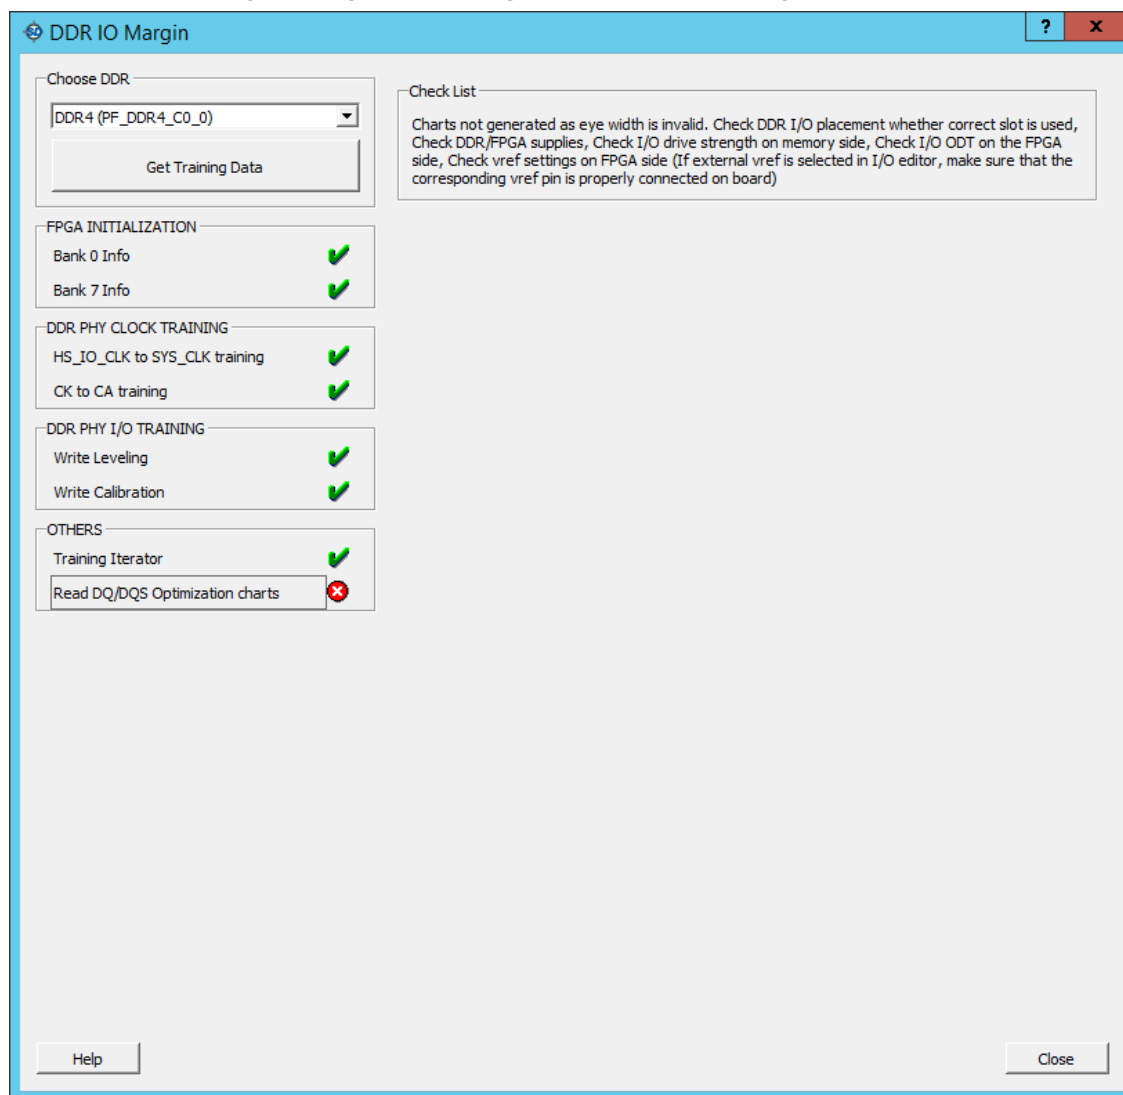 DDR IO Margin
?
x
Choose DDR
DDR4 (PF_DDR4_C0_0)
Get Training Data
Check List
Charts not generated as eye width is invalid. Check DDR I/O placement whether correct slot is used,
Check DDR/FPGA supplies, Check I/O drive strength on memory side, Check I/O ODT on the FPGA
side, Check vref settings on FPGA side (If external vref is selected in I/O editor, make sure that the
corresponding vref pin is properly connected on board)
FPGA INITIALIZATION
Bank 0 Info
Bank 7 Info
DDR PHY CLOCK TRAINING
HS_IO_CLK to SYS_CLK training
CK to CA training
DDR PHY I/O TRAINING
Write Leveling
Write Calibration
OTHERS
Training Iterator
Read DQ/DQS Optimization charts
Help
Close